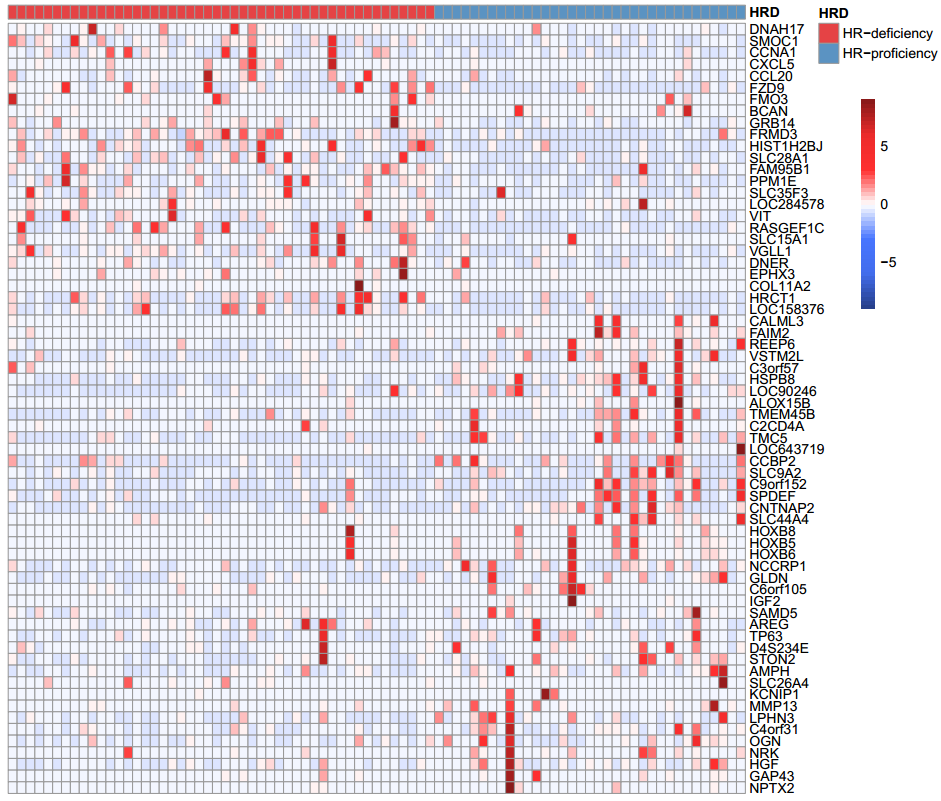 HRD
HRD
HR-deficiency
HR-proficiency
5
0
−5
DNAH17
SMOC1
CCNA1
CXCL5
CCL20
FZD9
FMO3
BCAN
GRB14
FRMD3
HIST1H2BJ
SLC28A1
FAM95B1
PPM1E
SLC35F3
LOC284578
VIT
RASGEF1C
SLC15A1
VGLL1
DNER
EPHX3
COL11A2
HRCT1
LOC158376
CALML3
FAIM2
REEP6
VSTM2L
C3orf57
HSPB8
LOC90246
ALOX15B
TMEM45B
C2CD4A
TMC5
LOC643719
CCBP2
SLC9A2
C9orf152
SPDEF
CNTNAP2
SLC44A4
HOXB8
HOXB5
HOXB6
NCCRP1
GLDN
C6orf105
IGF2
SAMD5
AREG
TP63
D4S234E
STON2
AMPH
SLC26A4
KCNIP1
MMP13
LPHN3
C4orf31
OGN
NRK
HGF
GAP43
NPTX2